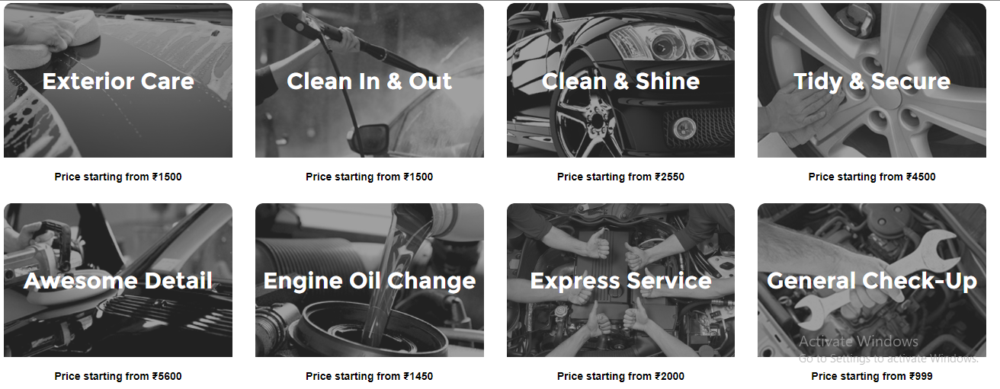 Exterior Care
Clean In & Out
Clean & Shine
Tidy & Secure
Price starting from ₹1500
Price starting from ₹1500
Price starting from ₹2550
Price starting from ₹4500
Awesome Detail
Engine Oil Change
Express Service
General Check-Up
Activate Windows
Go to Settings to activate Windows.
Price starting from ₹5600
Price starting from ₹1450
Price starting from ₹2000
Price starting from ₹999